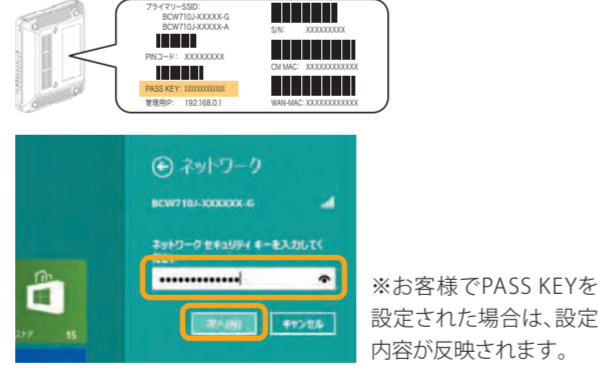 プライマリーSSID:
BCW710J-XXXXX-G
BCW710J-XXXXX-A
PINコード: XXXXXXXX
PASS KEY: XXXXXXXXXXXXX
管理用IP: 192.168.0.1
S/N: XXXXXXXXX
CM MAC: XXXXXXXXXXXX
WAN-MAC: XXXXXXXXXXXX
ネットワーク
BCW710J-XXXXXX-G
ネットワーク セキュリティ キーを入力してく
次へ(N)
キャンセル
ストア 15
※お客様でPASS KEYを
設定された場合は、設定
内容が反映されます。